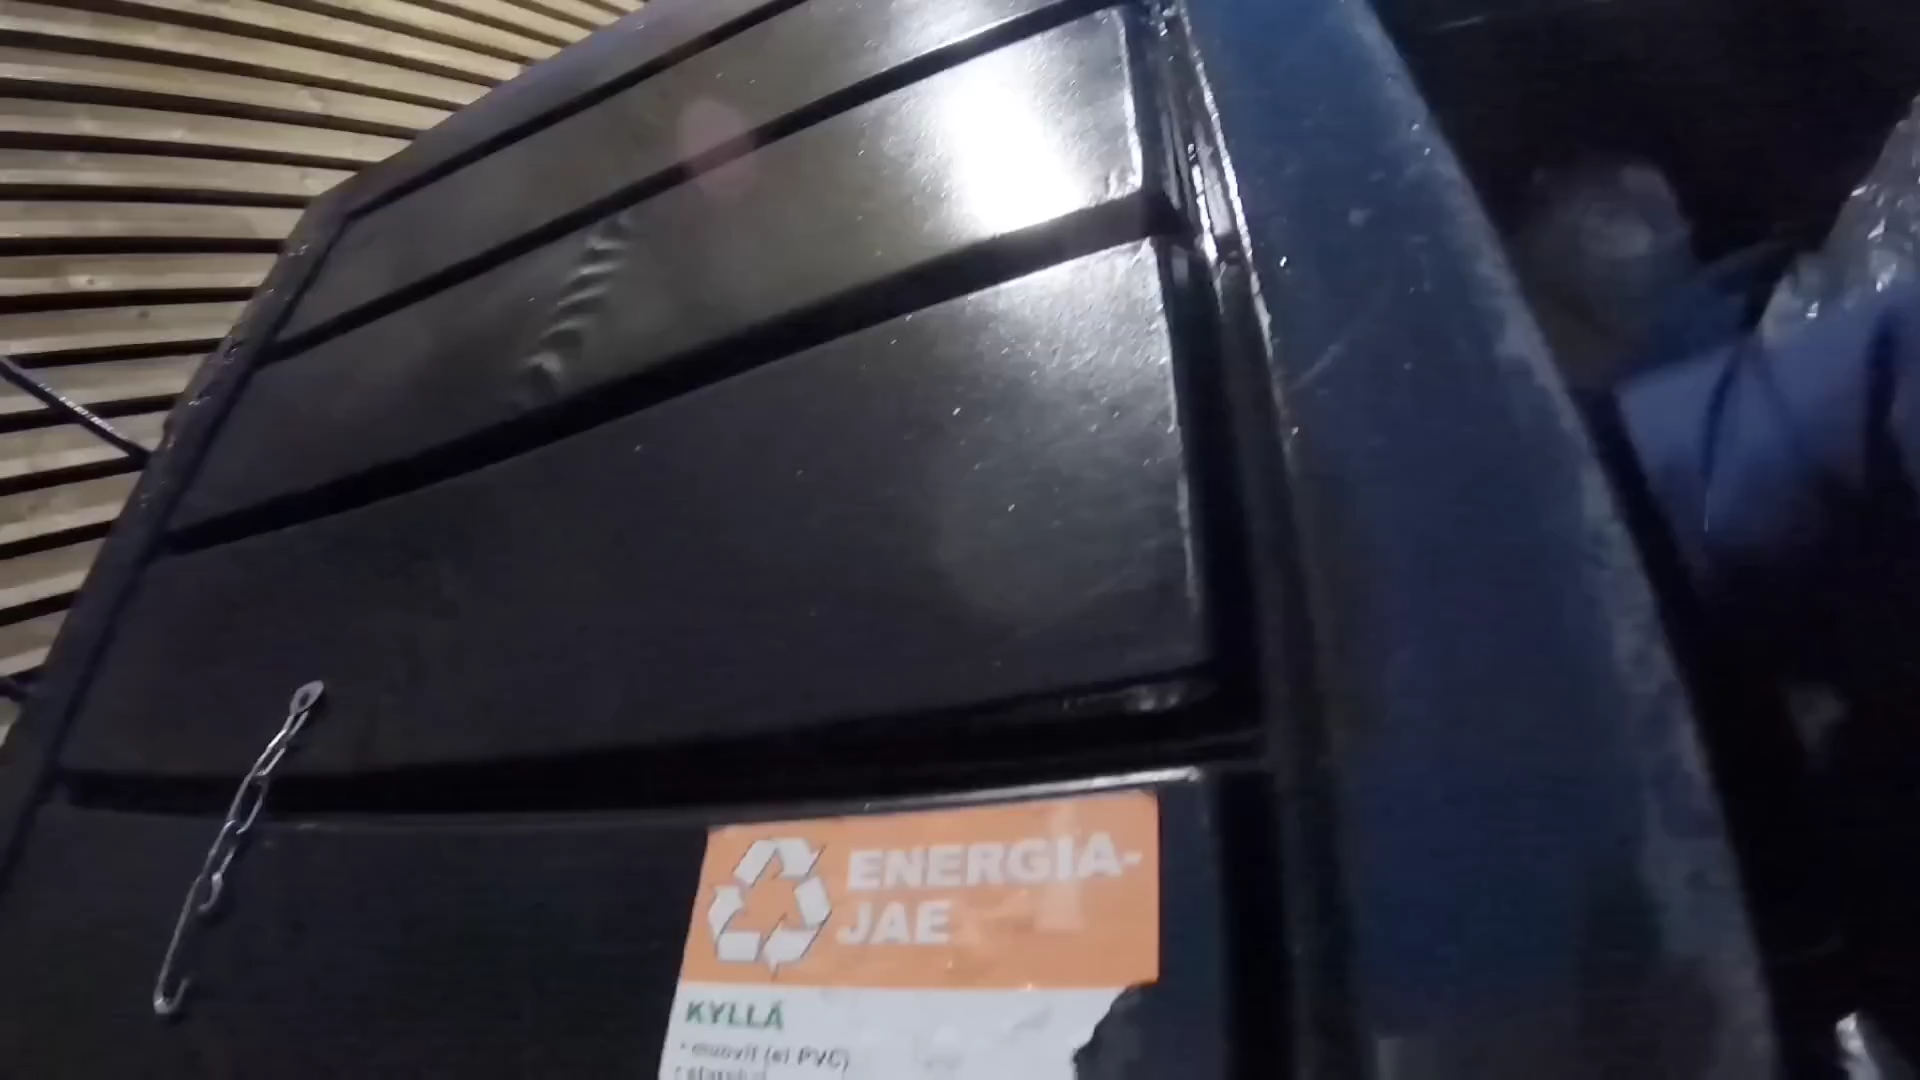 ENERGIA-
JAE
KYLLÄ
• muovit (ei PVC)